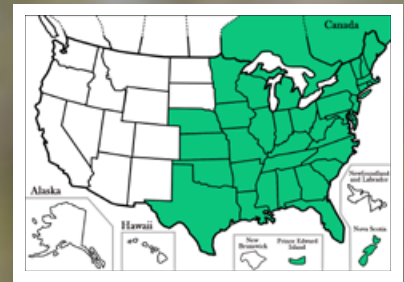 Canada
Alaska
Hawaii
New
Brunswick
Prince Edward
Island
Newfoundland
and Labrador
Nova Scotia